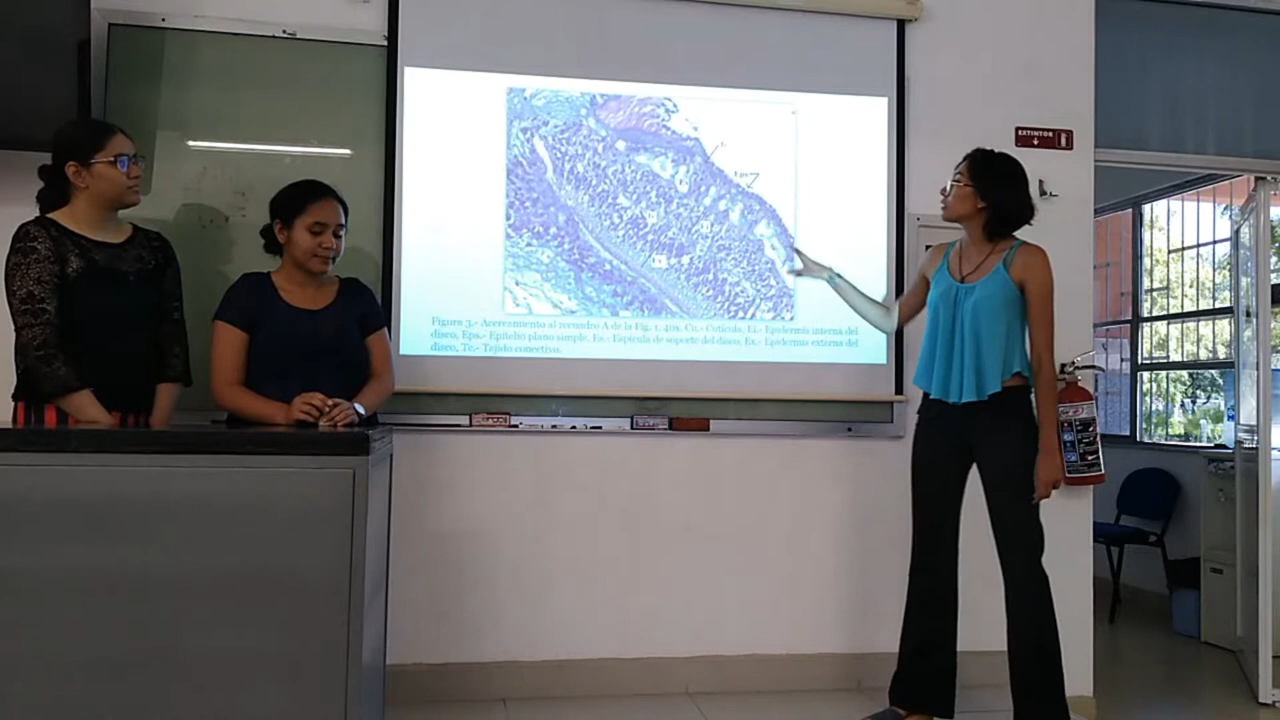 EXTINTOR
Figura 3.- Acercamiento al recuadro A de la Fig. 1. 40x. Cu.- Cutícula, Ei.- Epidermis interna del
disco, Eps.- Epitelio plano simple, Es.- Espícula de soporte del disco, Ex.- Epidermis externa del
disco, Tc.- Tejido conectivo.